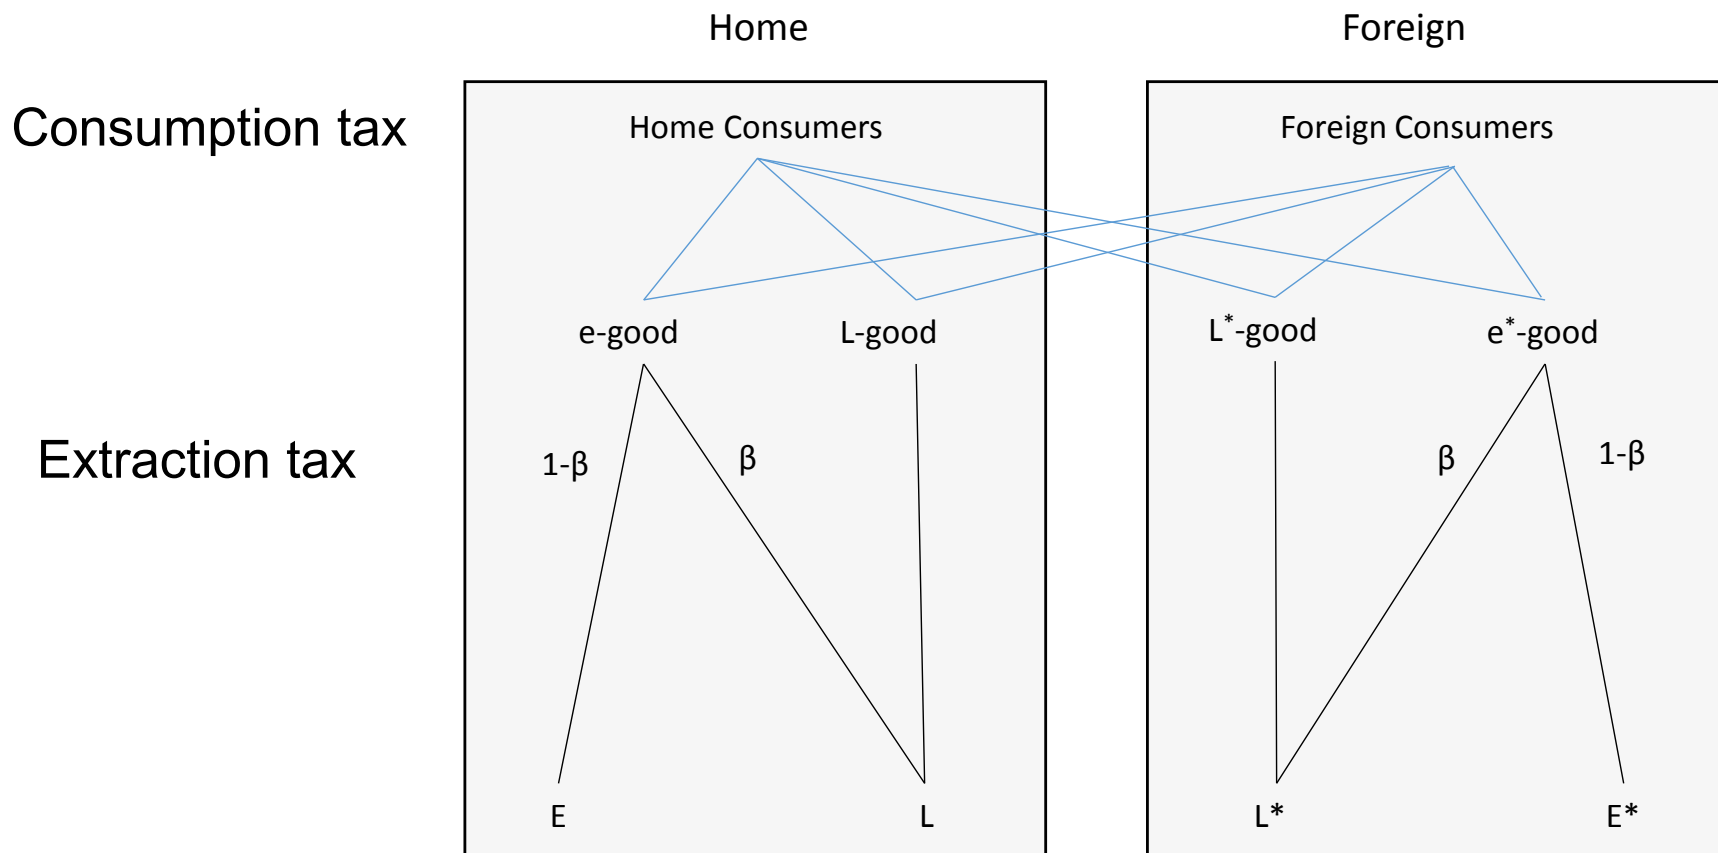 Home Foreign
Consumption tax Home Consumers Foreign Consumers
e-good L-good L*-good e*-good
Extraction tax 1-β β β 1-β
E L L* E*